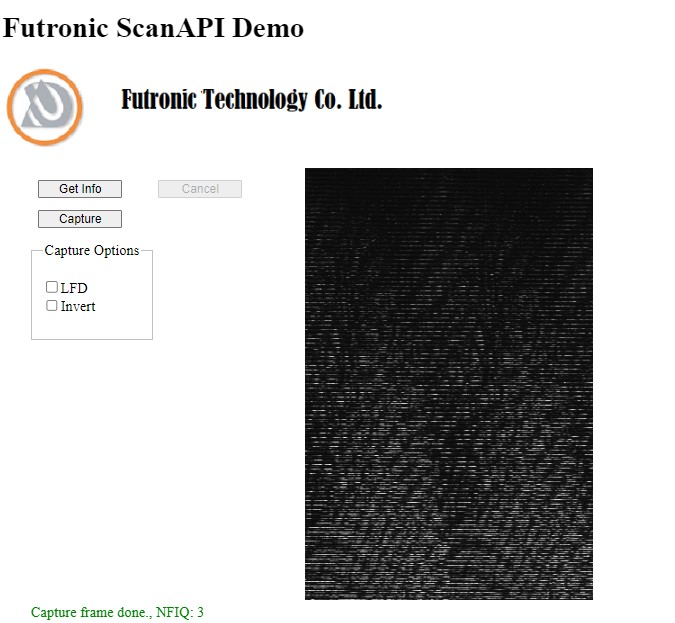 Futronic ScanAPI Demo
Futronic Technology Co. Ltd.
Get Info
Cancel
Capture
Capture Options
LFD
Invert
Capture frame done., NFIQ: 3